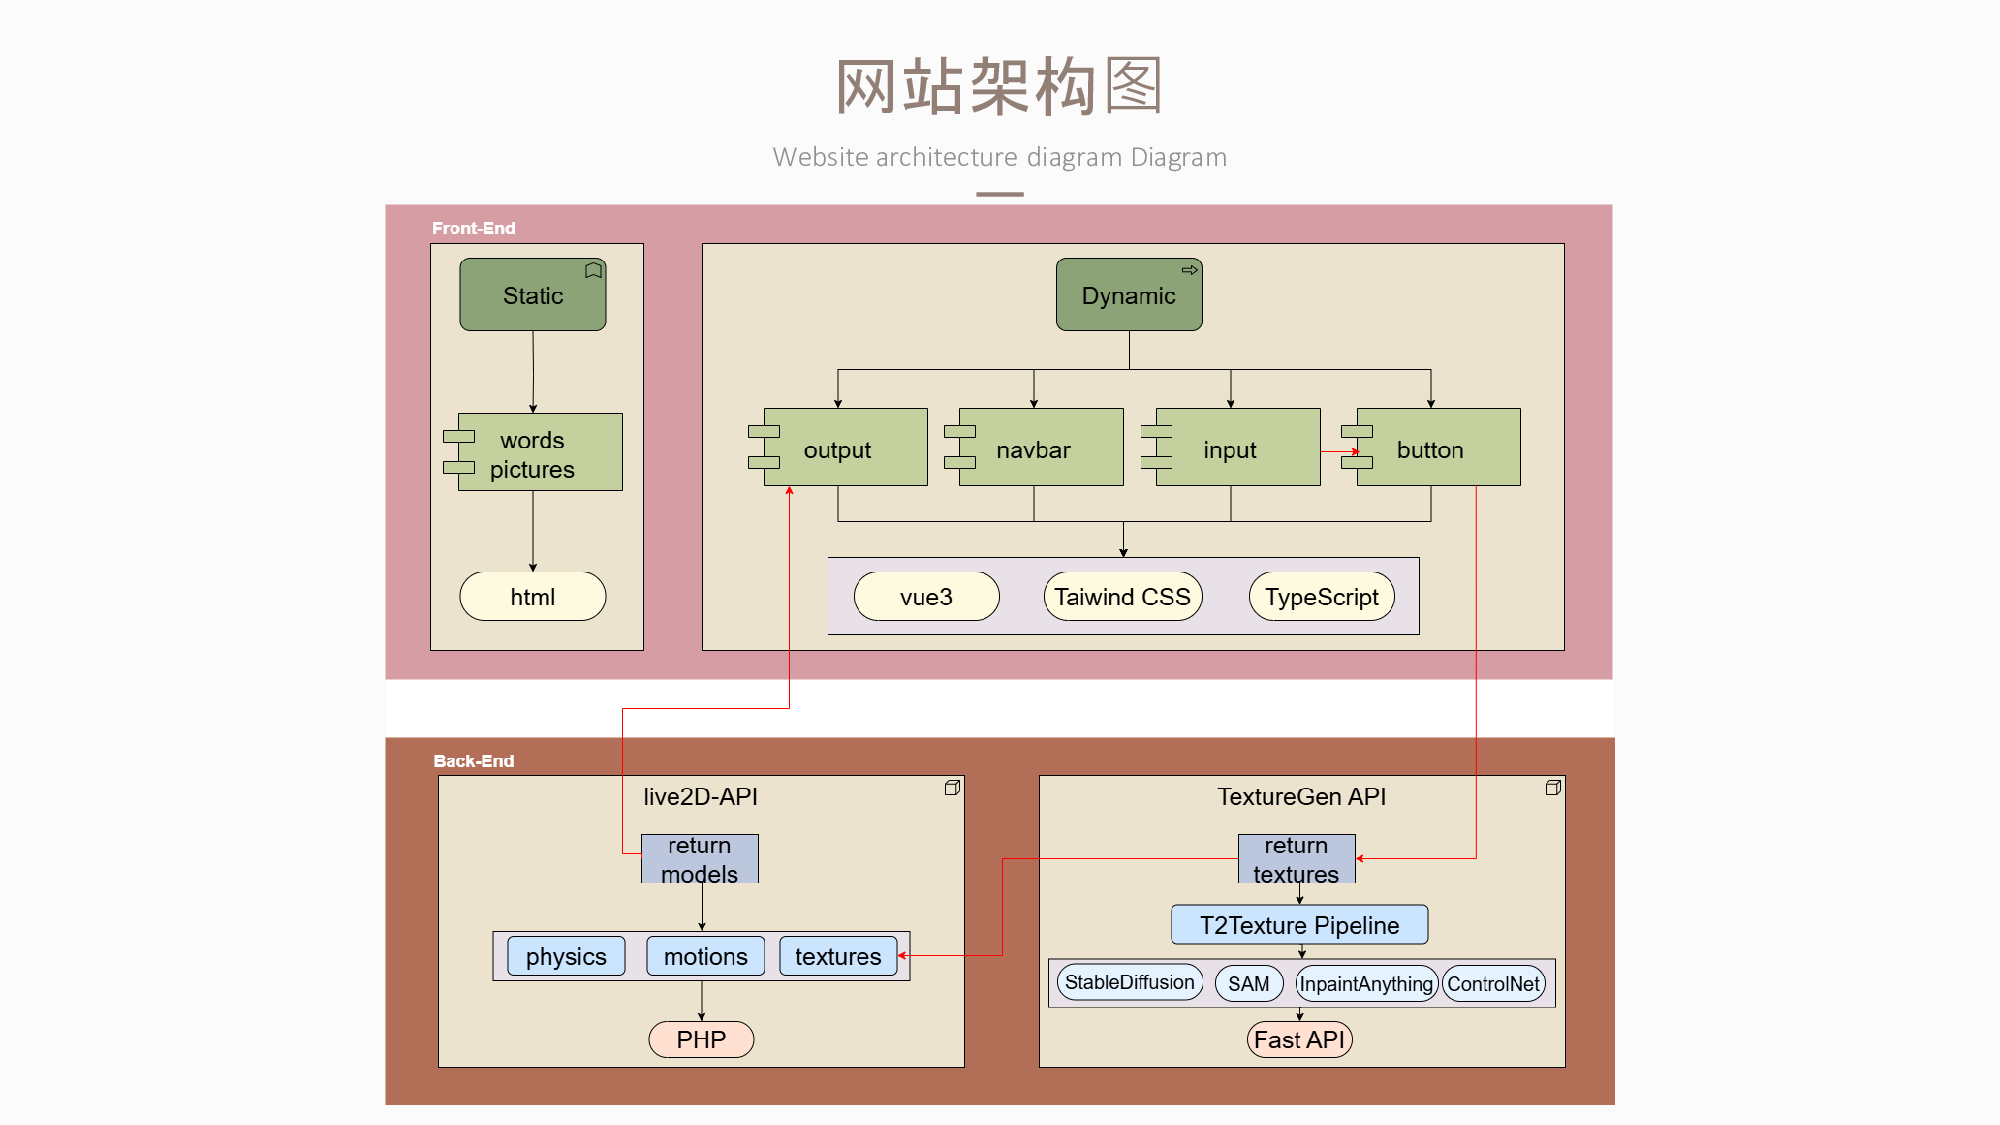 网站架构图
Website architecture diagram Diagram
Front-End
Static
words
pictures
html
Dynamic
output
navbar
input
button
vue3
Taiwind CSS
TypeScript
Back-End
live2D-API
return
models
physics
motions
textures
PHP
TextureGen API
return
textures
T2Texture Pipeline
StableDiffusion
SAM
InpaintAnything
ControlNet
Fast API